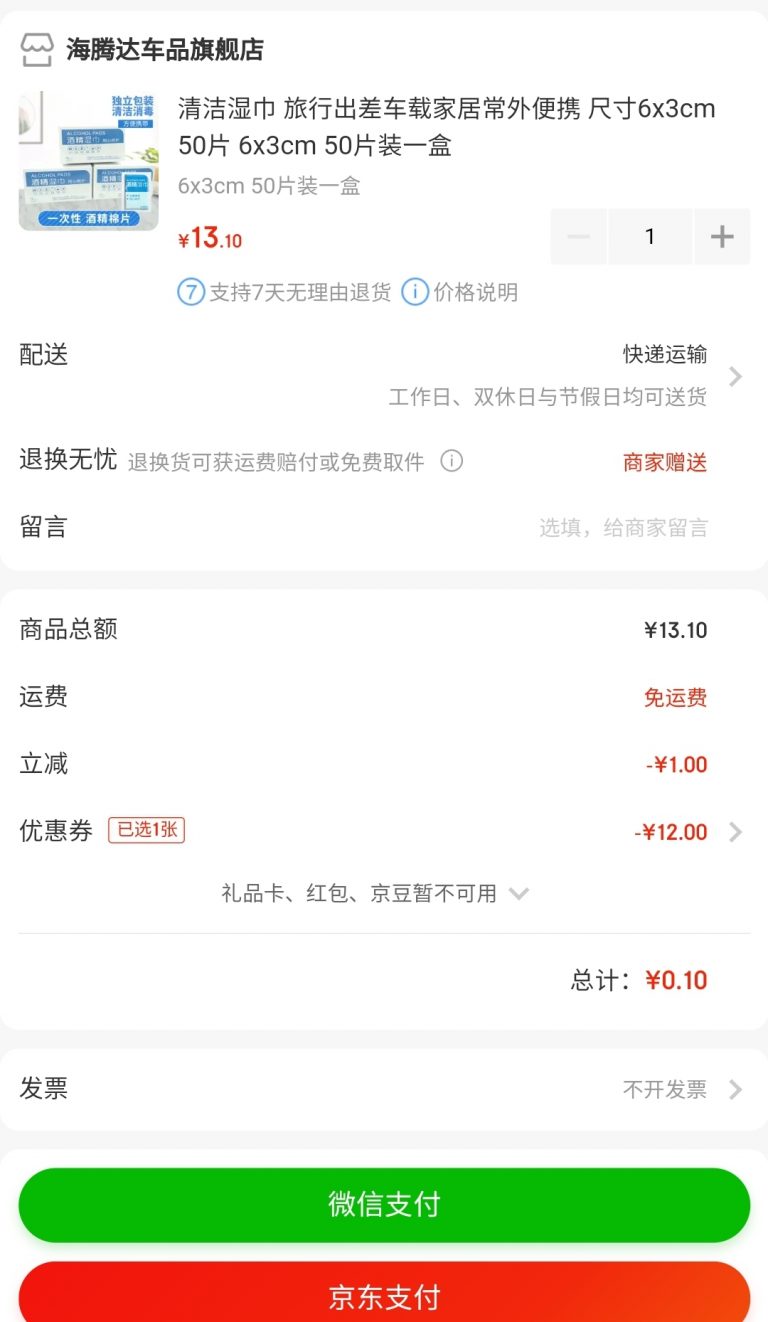 海腾达车品旗舰店
独立包装
清洁消毒
方便携带
ALCOHOL PADS
酒精湿巾
ALCOHOL PADS
酒精湿巾
一次性 酒精棉片
清洁湿巾 旅行出差车载家居常外便携 尺寸6x3cm
50片 6x3cm 50片装一盒
6x3cm 50片装一盒
¥13.10
1
7 支持7天无理由退货 i 价格说明
配送 快递运输
工作日、双休日与节假日均可送货
退换无忧 退换货可获运费赔付或免费取件 商家赠送
留言 选填，给商家留言
商品总额 ¥13.10
运费 免运费
立减 -¥1.00
优惠券 已选1张 -¥12.00
礼品卡、红包、京豆暂不可用
总计：¥0.10
发票 不开发票
微信支付
京东支付